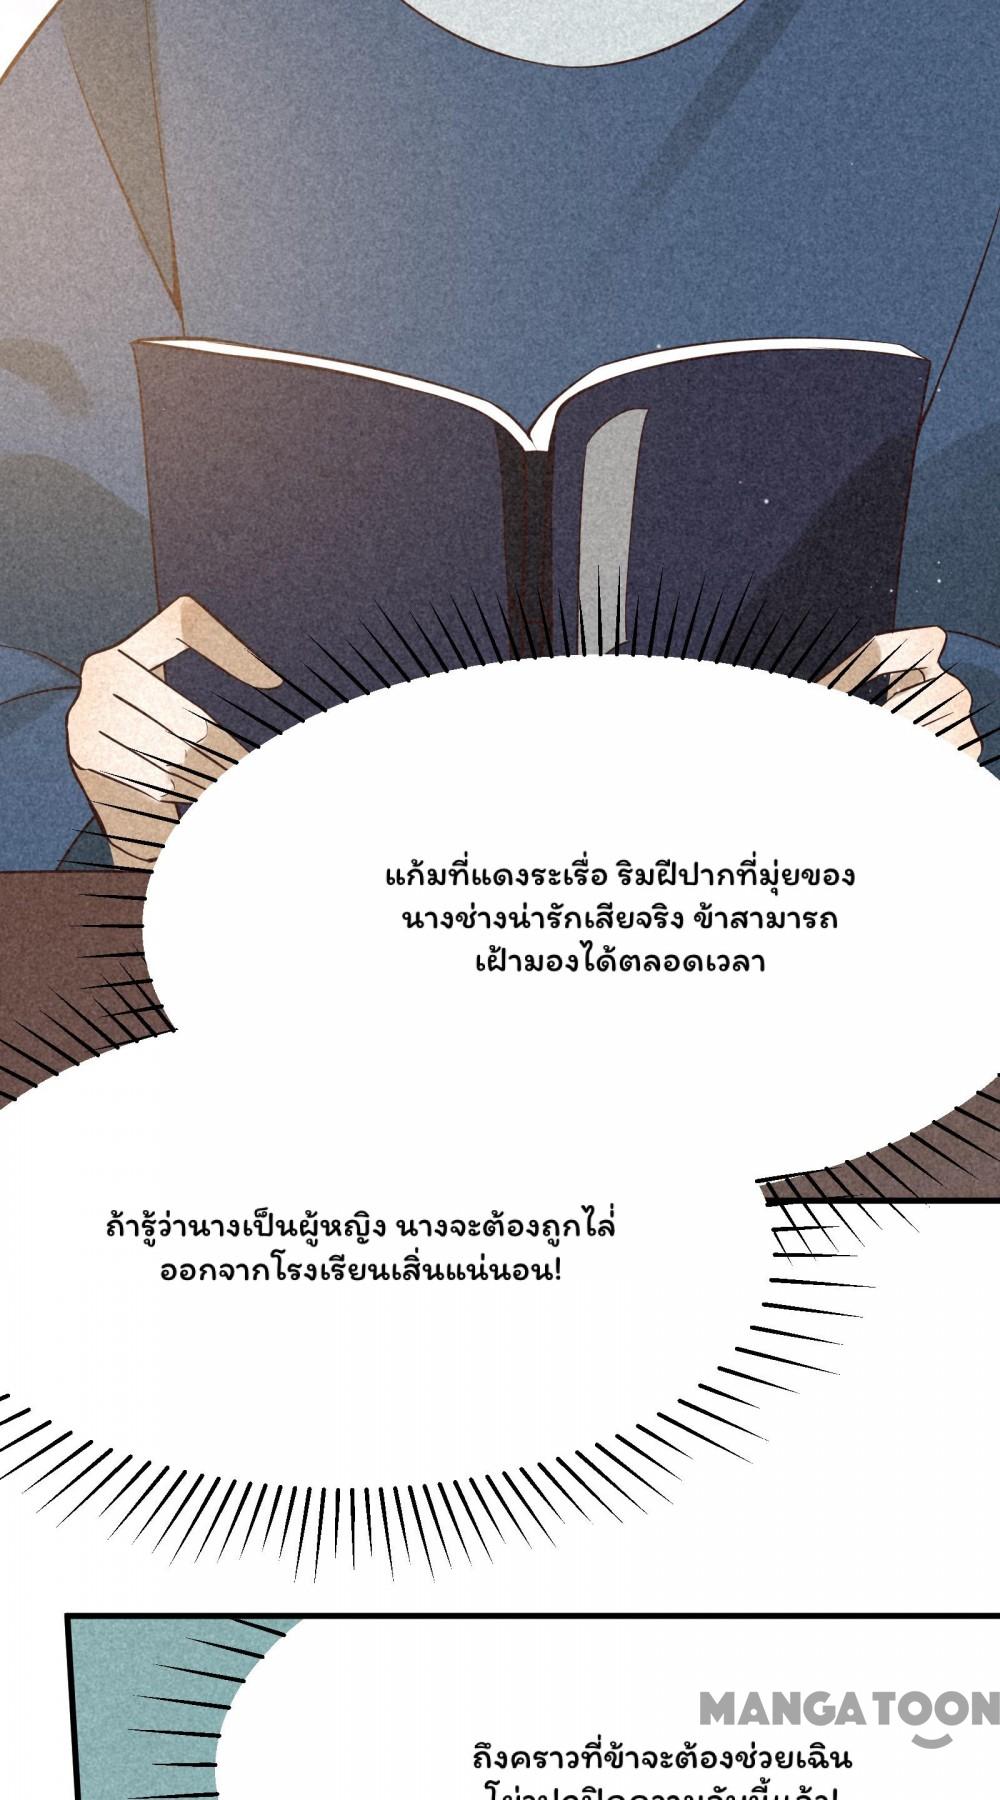 แก้มที่แดงระเรื่อ ริมฝีปากที่มุ่ยของ
นางช่างน่ารักเสียจริง ข้าสามารถ
เฝ้ามองได้ตลอดเวลา
ถ้ารู้ว่านางเป็นผู้หญิง นางจะต้องถูกไล่
ออกจากโรงเรียนเสิ่นแน่นอน!
MANGATOON
ถึงคราวที่ข้าจะต้องช่วยเฉิน